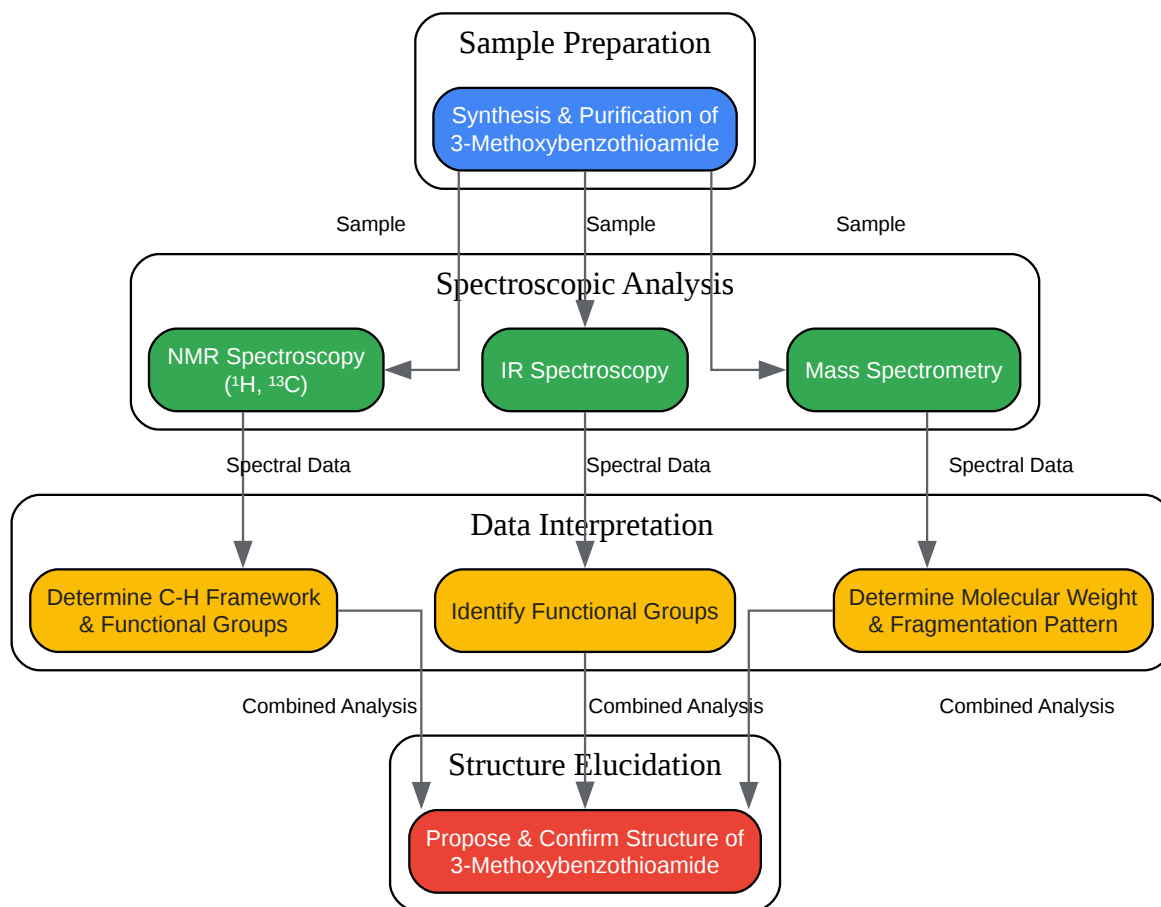 Sample Preparation
Synthesis & Purification of
3-Methoxybenzothioamide
Sample
Sample
Sample
Spectroscopic Analysis
NMR Spectroscopy
(¹H, ¹³C)
IR Spectroscopy
Mass Spectrometry
Spectral Data
Spectral Data
Spectral Data
Data Interpretation
Determine C-H Framework
& Functional Groups
Identify Functional Groups
Determine Molecular Weight
& Fragmentation Pattern
Combined Analysis
Combined Analysis
Combined Analysis
Structure Elucidation
Propose & Confirm Structure of
3-Methoxybenzothioamide